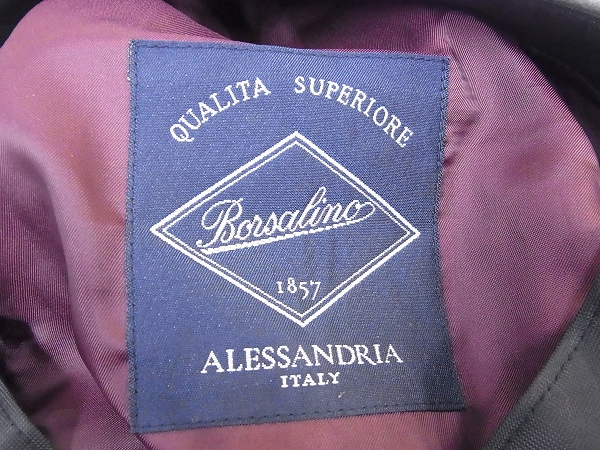 QUALITA SUPERIORE
Borsalino
1857
ALESSANDRIA
ITALY